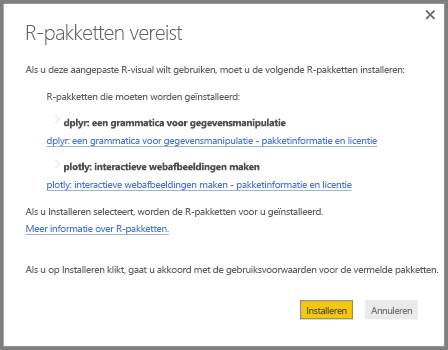 R-pakketten vereist
Als u deze aangepaste R-visual wilt gebruiken, moet u de volgende R-pakketten installeren:
R-pakketten die moeten worden geïnstalleerd:
dplyr: een grammatica voor gegevensmanipulatie
dplyr: een grammatica voor gegevensmanipulatie - pakketinformatie en licentie
plotly: interactieve webafbeeldingen maken
plotly: interactieve webafbeeldingen maken - pakketinformatie en licentie
Als u Installeren selecteert, worden de R-pakketten voor u geïnstalleerd.
Meer informatie over R-pakketten.
Als u op Installeren klikt, gaat u akkoord met de gebruiksvoorwaarden voor de vermelde pakketten.
Installeren Annuleren